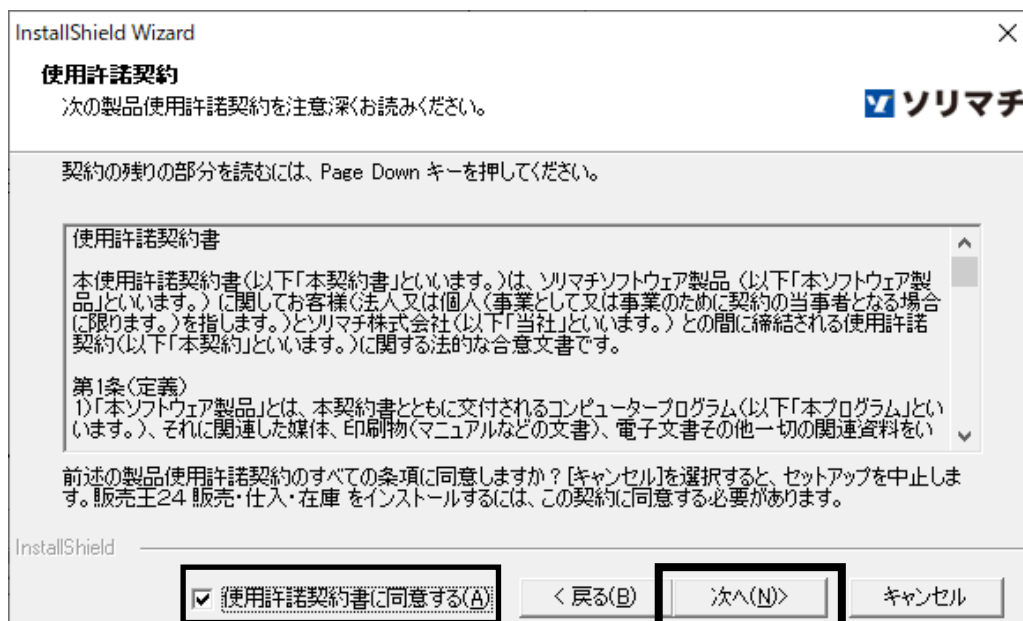 InstallShield Wizard
使用許諾契約
次の製品使用許諾契約を注意深くお読みください。
ソリマチ
契約の残りの部分を読むには、Page Down キーを押してください。
使用許諾契約書
本使用許諾契約書(以下「本契約書」といいます。)は、ソリマチソフトウェア製品 (以下「本ソフトウェア製
品」といいます。) に関してお客様(法人又は個人(事業として又は事業のために契約の当事者となる場合
に限ります。)を指します。)とソリマチ株式会社(以下「当社」といいます。) との間に締結される使用許諾
契約(以下「本契約」といいます。)に関する法的な合意文書です。
第1条(定義)
1)「本ソフトウェア製品」とは、本契約書とともに交付されるコンピュータープログラム(以下「本プログラム」とい
います。)、それに関連した媒体、印刷物(マニュアルなどの文書)、電子文書その他一切の関連資料をい
前述の製品使用許諾契約のすべての条項に同意しますか？[キャンセル]を選択すると、セットアップを中止しま
す。販売王24 販売・仕入・在庫 をインストールするには、この契約に同意する必要があります。
InstallShield
使用許諾契約書に同意する(A)
< 戻る(B)
次へ(N)>
キャンセル